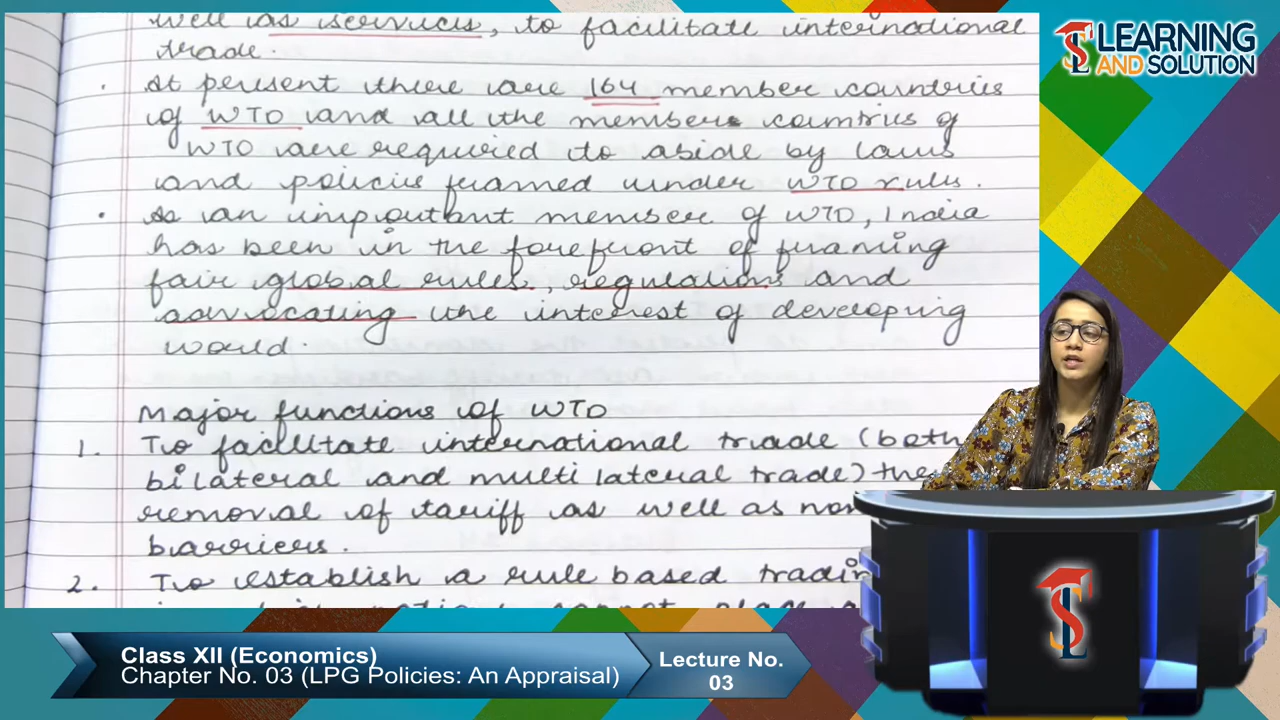 well as services, to facilitate international
trade.
. At present there are 164 member countries
of WTO and all the members countries of
WTO are required to abide by laws
and policies framed under WTO rules.
• As an important member of WTO, India
has been in the forefront of framing
fair global rules, regulations and
advocating the interest of developing
world.
Major functions of WTO
1. To facilitate international trade (both
bilateral and multi lateral trade) the
removal of tariff as well as non
barriers.
2. To establish a rule based tradin
LEARNING
AND SOLUTION
Class XII (Economics)
Chapter No. 03 (LPG Policies: An Appraisal)
Lecture No.
03